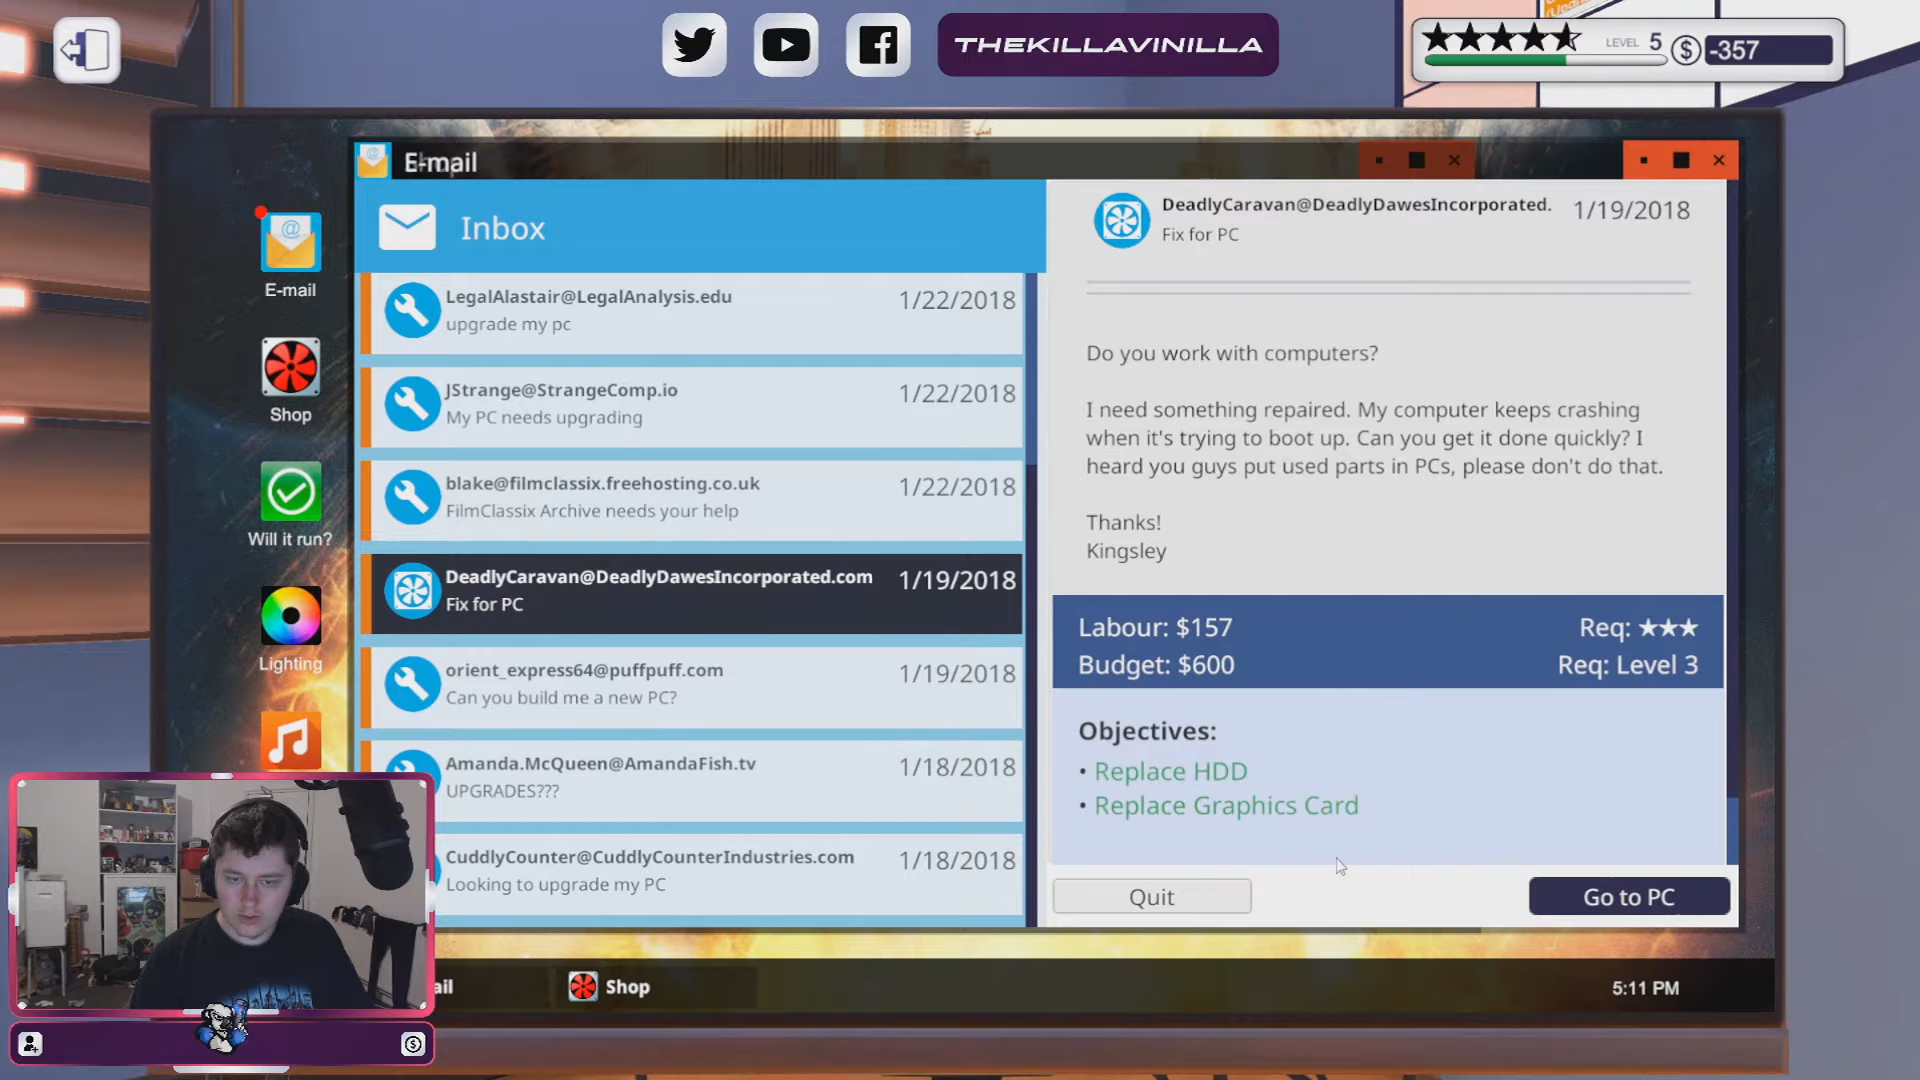 THEKILLAVINILLA
LEVEL 5
$ -357
E-mail
Inbox
LegalAlastair@LegalAnalysis.edu
1/22/2018
upgrade my pc
JStrange@StrangeComp.io
1/22/2018
My PC needs upgrading
blake@filmclassix.freehosting.co.uk
1/22/2018
FilmClassix Archive needs your help
DeadlyCaravan@DeadlyDawesIncorporated.com
1/19/2018
Fix for PC
orient_express64@puffpuff.com
1/19/2018
Can you build me a new PC?
Amanda.McQueen@AmandaFish.tv
1/18/2018
UPGRADES???
CuddlyCounter@CuddlyCounterIndustries.com
1/18/2018
Looking to upgrade my PC
E-mail
Shop
Will it run?
Lighting
DeadlyCaravan@DeadlyDawesIncorporated.
1/19/2018
Fix for PC
Do you work with computers?
I need something repaired. My computer keeps crashing
when it's trying to boot up. Can you get it done quickly? I
heard you guys put used parts in PCs, please don't do that.
Thanks!
Kingsley
Labour: $157
Req: ★★★
Budget: $600
Req: Level 3
Objectives:
• Replace HDD
• Replace Graphics Card
Quit
Go to PC
ail
Shop
5:11 PM